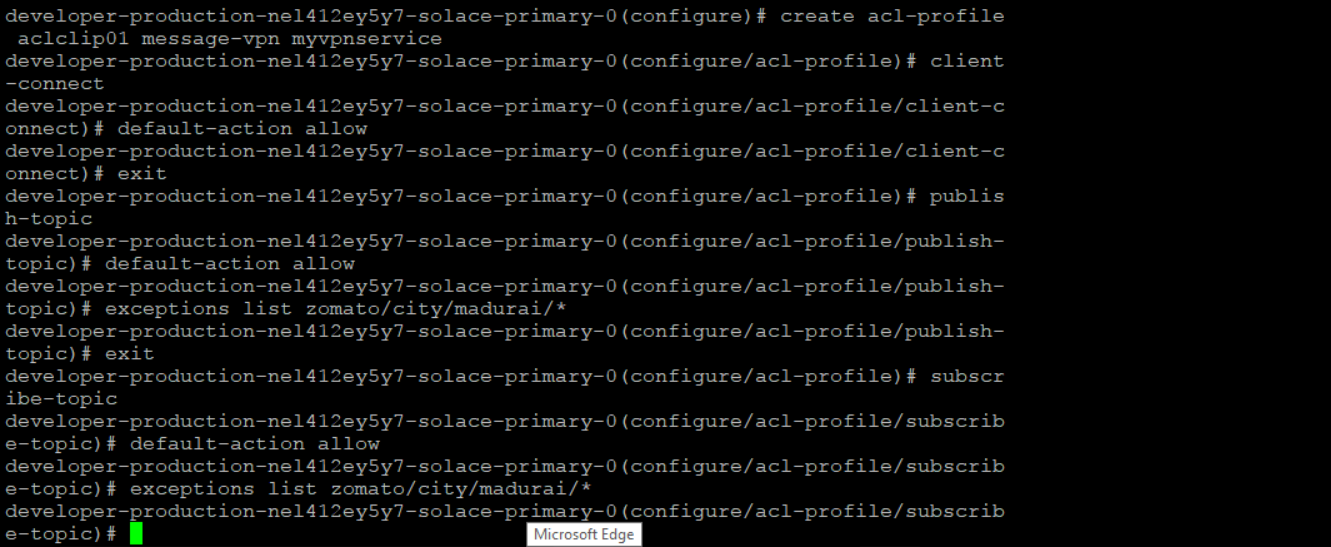 developer-production-nel412ey5y7-solace-primary-0(configure)# create acl-profile
 aclclip01 message-vpn myvpnservice
developer-production-nel412ey5y7-solace-primary-0(configure/acl-profile)# client
-connect
developer-production-nel412ey5y7-solace-primary-0(configure/acl-profile/client-c
onnect)# default-action allow
developer-production-nel412ey5y7-solace-primary-0(configure/acl-profile/client-c
onnect)# exit
developer-production-nel412ey5y7-solace-primary-0(configure/acl-profile)# publis
h-topic
developer-production-nel412ey5y7-solace-primary-0(configure/acl-profile/publish-
topic)# default-action allow
developer-production-nel412ey5y7-solace-primary-0(configure/acl-profile/publish-
topic)# exceptions list zomato/city/madurai/*
developer-production-nel412ey5y7-solace-primary-0(configure/acl-profile/publish-
topic)# exit
developer-production-nel412ey5y7-solace-primary-0(configure/acl-profile)# subscr
ibe-topic
developer-production-nel412ey5y7-solace-primary-0(configure/acl-profile/subscrib
e-topic)# default-action allow
developer-production-nel412ey5y7-solace-primary-0(configure/acl-profile/subscrib
e-topic)# exceptions list zomato/city/madurai/*
developer-production-nel412ey5y7-solace-primary-0(configure/acl-profile/subscrib
e-topic)#
Microsoft Edge